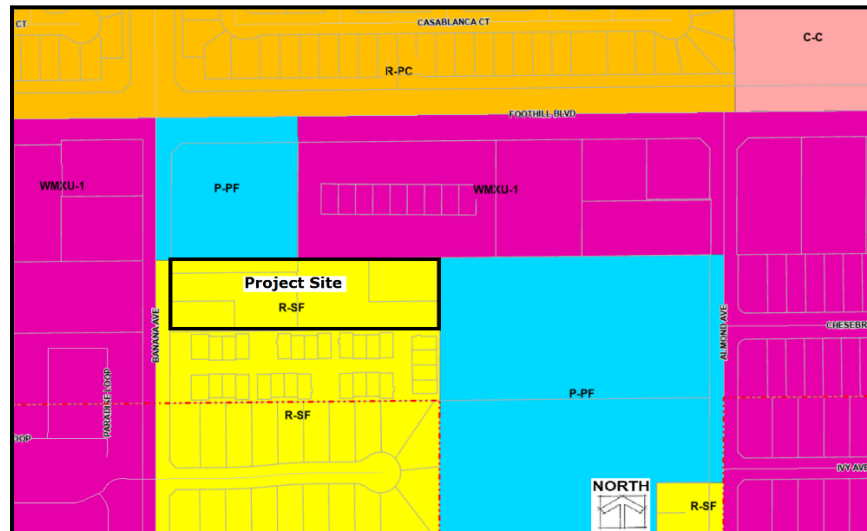 CT
CASABLANCA CT
C-C
R-PC
FOOTHILL BLVD
WMXU-1
P-PF
WMXU-1
Project Site
R-SF
BANANA AVE
ALMOND AVE
CHESEBR
PARADISE LOOP
P-PF
R-SF
OOP
IVY AVE
NORTH
R-SF